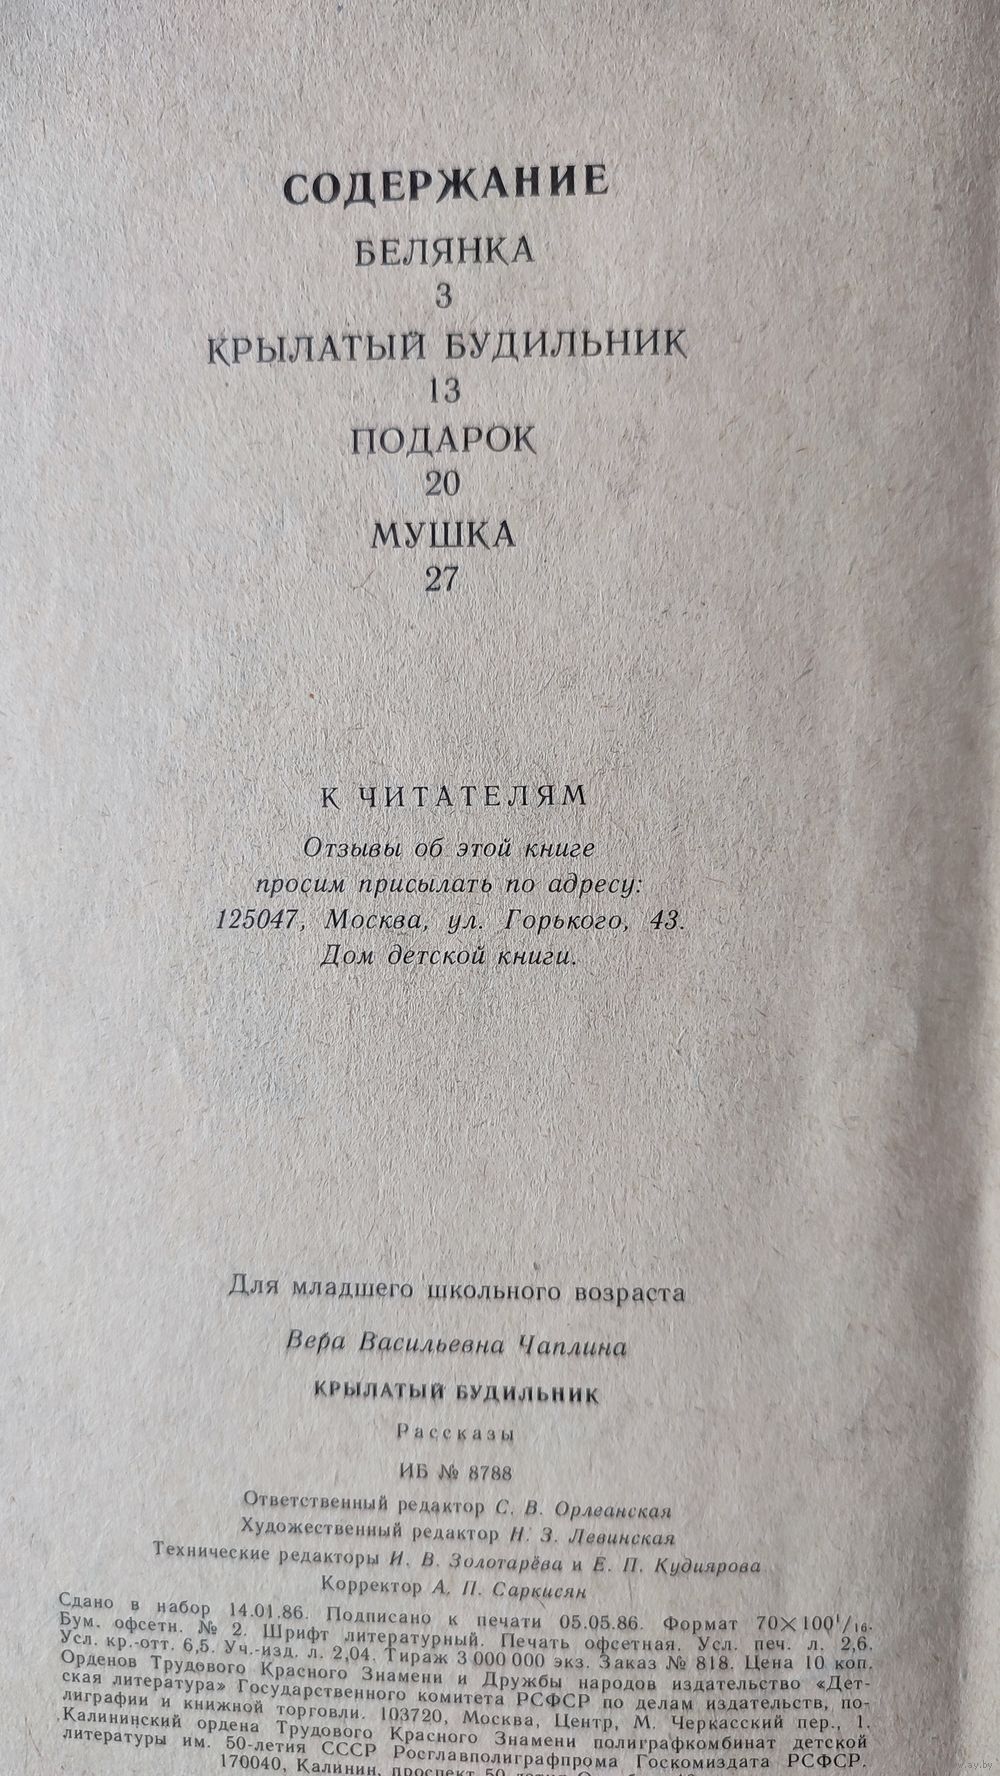 СОДЕРЖАНИЕ
БЕЛЯНКА
3
КРЫЛАТЫЙ БУДИЛЬНИК
13
ПОДАРОК
20
МУШКА
27
К ЧИТАТЕЛЯМ
Отзывы об этой книге
просим присылать по адресу:
125047, Москва, ул. Горького, 43.
Дом детской книги.
Для младшего школьного возраста
Вера Васильевна Чаплина
КРЫЛАТЫЙ БУДИЛЬНИК
Рассказы
ИБ № 8788
Ответственный редактор С. В. Орлеанская
Художественный редактор Н. З. Левинская
Технические редакторы И. В. Золотарёва и Е. П. Кудиярова
Корректор А. П. Саркисян
Сдано в набор 14.01.86. Подписано к печати 05.05.86. Формат 70×100¹/₁₆.
Бум. офсетн. № 2. Шрифт литературный. Печать офсетная. Усл. печ. л. 2,6.
Усл. кр.-отт. 6,5. Уч.-изд. л. 2,04. Тираж 3 000 000 экз. Заказ № 818. Цена 10 коп.
Орденов Трудового Красного Знамени и Дружбы народов издательство «Дет-
ская литература» Государственного комитета РСФСР по делам издательств, по-
лиграфии и книжной торговли. 103720, Москва, Центр, М. Черкасский пер., 1.
Калининский ордена Трудового Красного Знамени полиграфкомбинат детской
литературы им. 50-летия СССР Росглавполиграфпрома Госкомиздата РСФСР.
170040, Калинин, проспект 50-летия